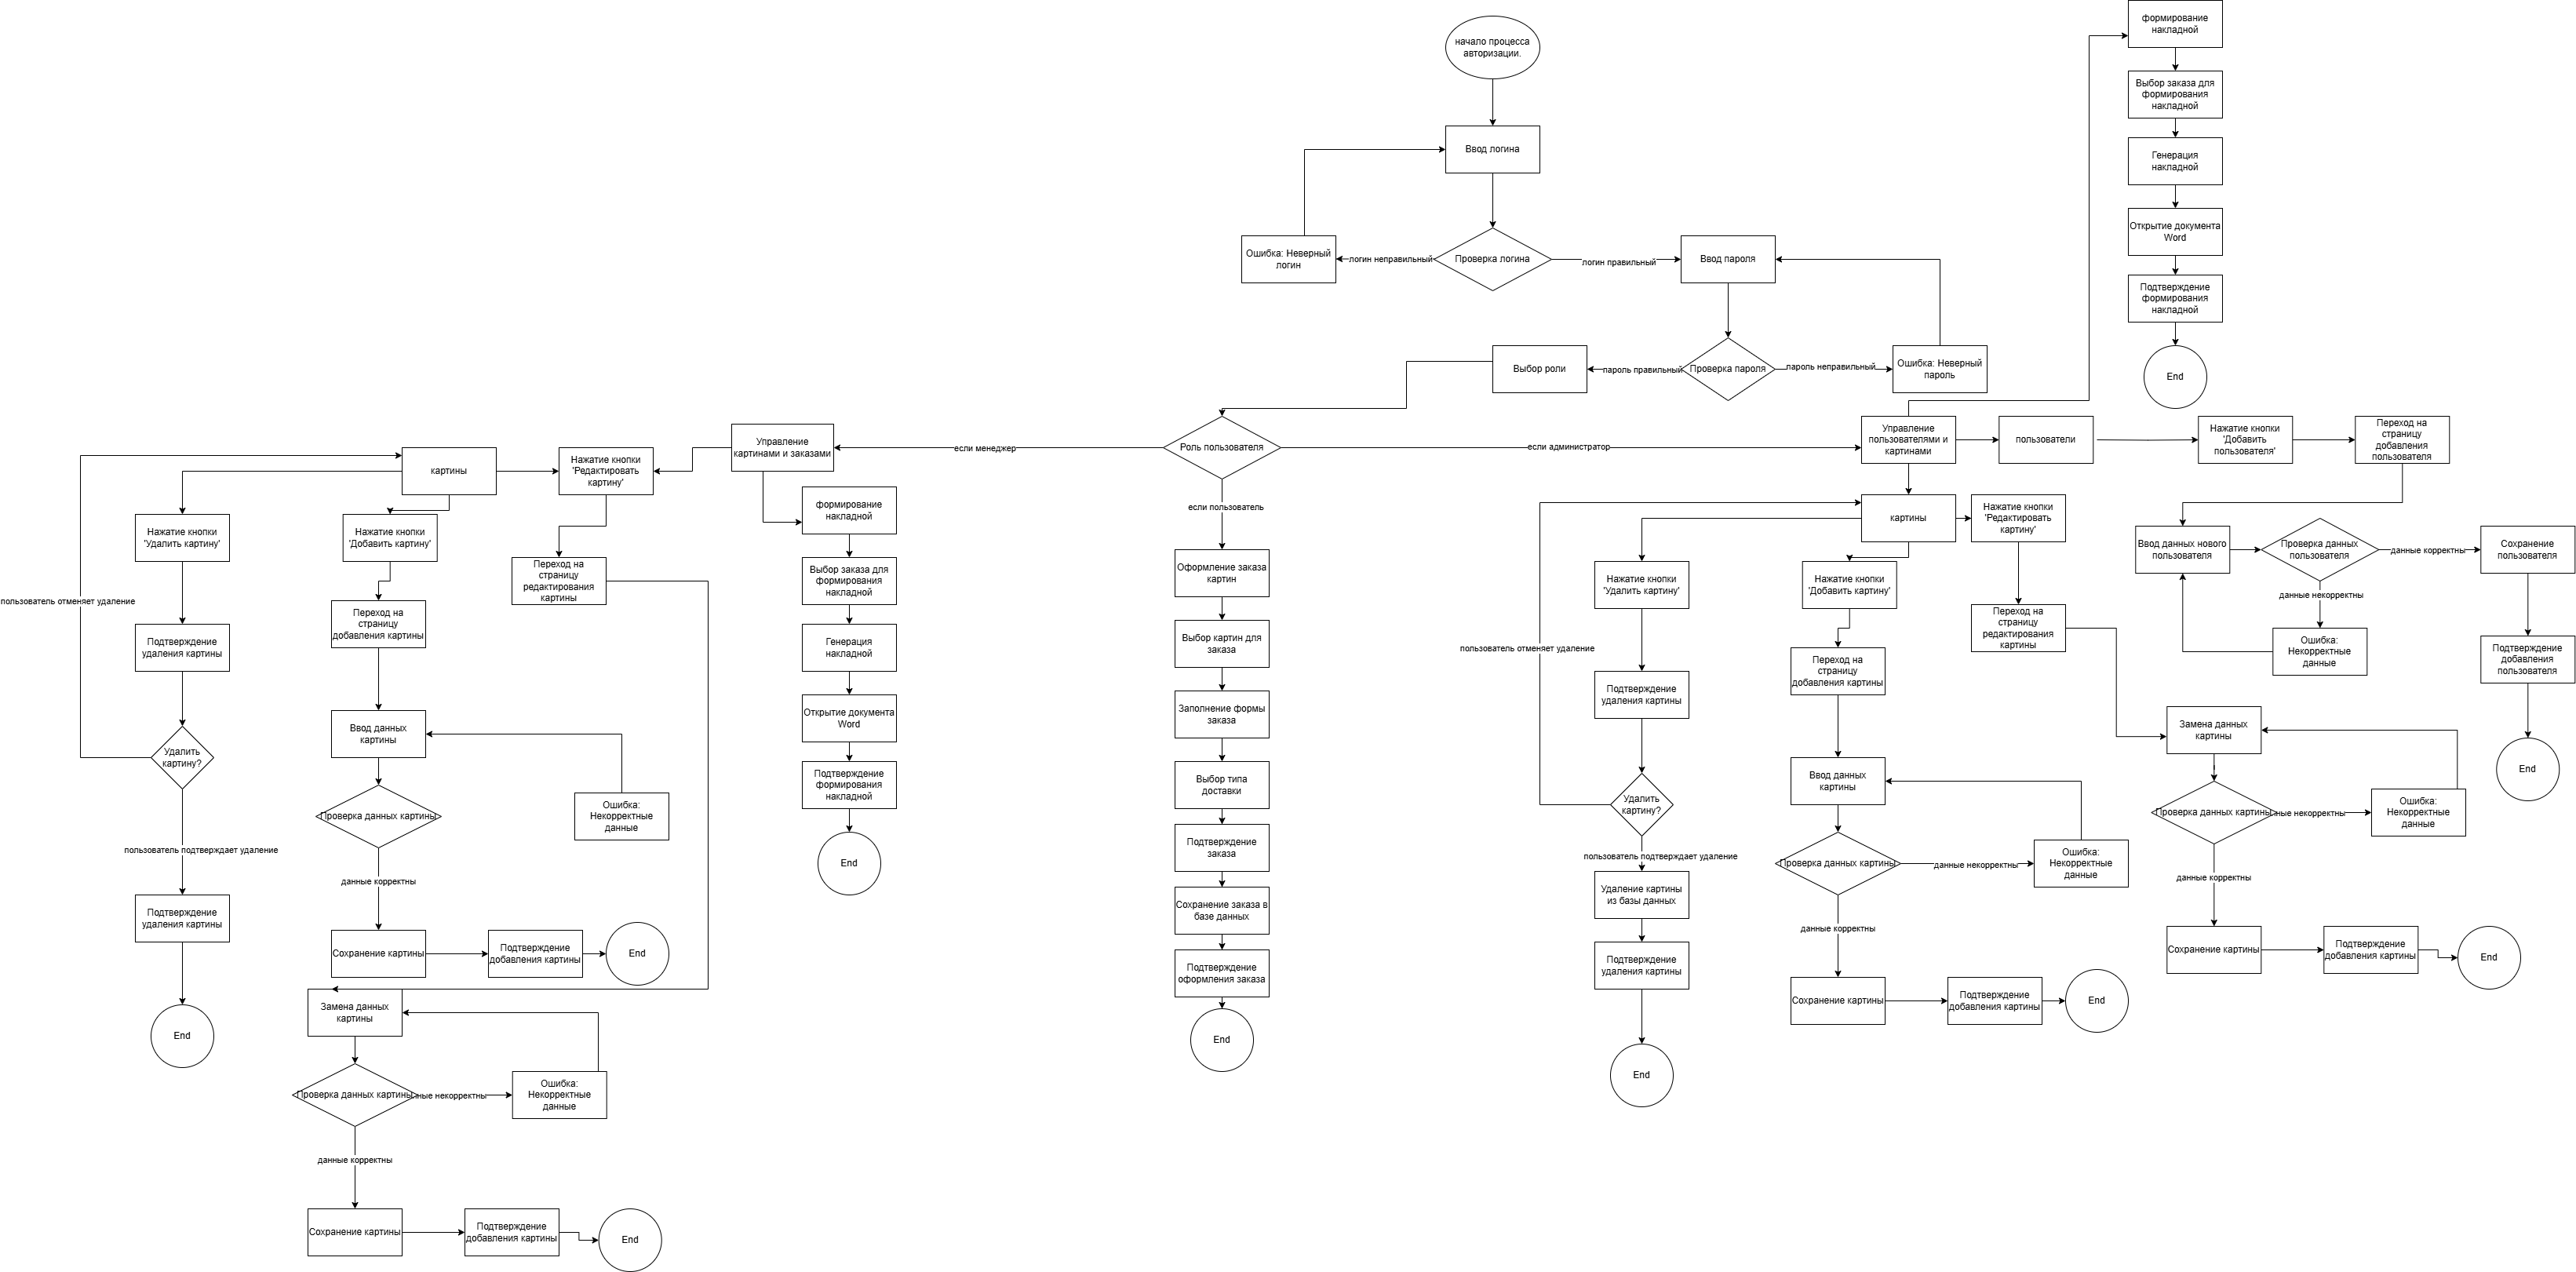 начало процесса
авторизации.
Ввод логина
Проверка логина
логин неправильный
Ошибка: Неверный
логин
логин правильный
Ввод пароля
Проверка пароля
пароль неправильный
Ошибка: Неверный
пароль
пароль правильный
Выбор роли
Роль пользователя
если менеджер
если администратор
если пользователь
Управление
картинами и заказами
Нажатие кнопки
'Редактировать
картину'
картины
Нажатие кнопки
'Удалить картину'
Подтверждение
удаления картины
Удалить
картину?
пользователь отменяет удаление
пользователь подтверждает удаление
Подтверждение
удаления картины
End
Нажатие кнопки
'Добавить картину'
Переход на
страницу
добавления картины
Ввод данных
картины
Проверка данных картины
Ошибка:
Некорректные
данные
данные корректны
Сохранение картины
Подтверждение
добавления картины
End
Переход на
страницу
редактирования
картины
Замена данных
картины
Проверка данных картины
ные некорректны
Ошибка:
Некорректные
данные
данные корректны
Сохранение картины
Подтверждение
добавления картины
End
формирование
накладной
Выбор заказа для
формирования
накладной
Генерация
накладной
Открытие документа
Word
Подтверждение
формирования
накладной
End
Оформление заказа
картин
Выбор картин для
заказа
Заполнение формы
заказа
Выбор типа
доставки
Подтверждение
заказа
Сохранение заказа в
базе данных
Подтверждение
оформления заказа
End
Управление
пользователями и
картинами
формирование
накладной
Выбор заказа для
формирования
накладной
Генерация
накладной
Открытие документа
Word
Подтверждение
формирования
накладной
End
пользователи
Нажатие кнопки
'Добавить
пользователя'
Переход на
страницу
добавления
пользователя
Ввод данных нового
пользователя
Проверка данных
пользователя
данные корректны
Сохранение
пользователя
данные некорректны
Ошибка:
Некорректные
данные
Подтверждение
добавления
пользователя
End
картины
Нажатие кнопки
'Редактировать
картину'
Нажатие кнопки
'Удалить картину'
Подтверждение
удаления картины
Удалить
картину?
пользователь отменяет удаление
пользователь подтверждает удаление
Удаление картины
из базы данных
Подтверждение
удаления картины
End
Нажатие кнопки
'Добавить картину'
Переход на
страницу
добавления картины
Ввод данных
картины
Проверка данных картины
данные некорректны
Ошибка:
Некорректные
данные
данные корректны
Сохранение картины
Подтверждение
добавления картины
End
Переход на
страницу
редактирования
картины
Замена данных
картины
Проверка данных картины
ные некорректны
Ошибка:
Некорректные
данные
данные корректны
Сохранение картины
Подтверждение
добавления картины
End